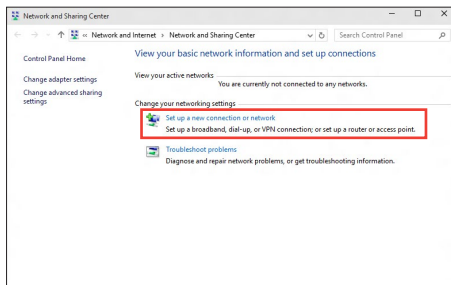 Network and Sharing Center
« Network and Internet › Network and Sharing Center
Search Control Panel
Control Panel Home
Change adapter settings
Change advanced sharing
settings
View your basic network information and set up connections
View your active networks
You are currently not connected to any networks.
Change your networking settings
Set up a new connection or network
Set up a broadband, dial-up, or VPN connection; or set up a router or access point.
Troubleshoot problems
Diagnose and repair network problems, or get troubleshooting information.